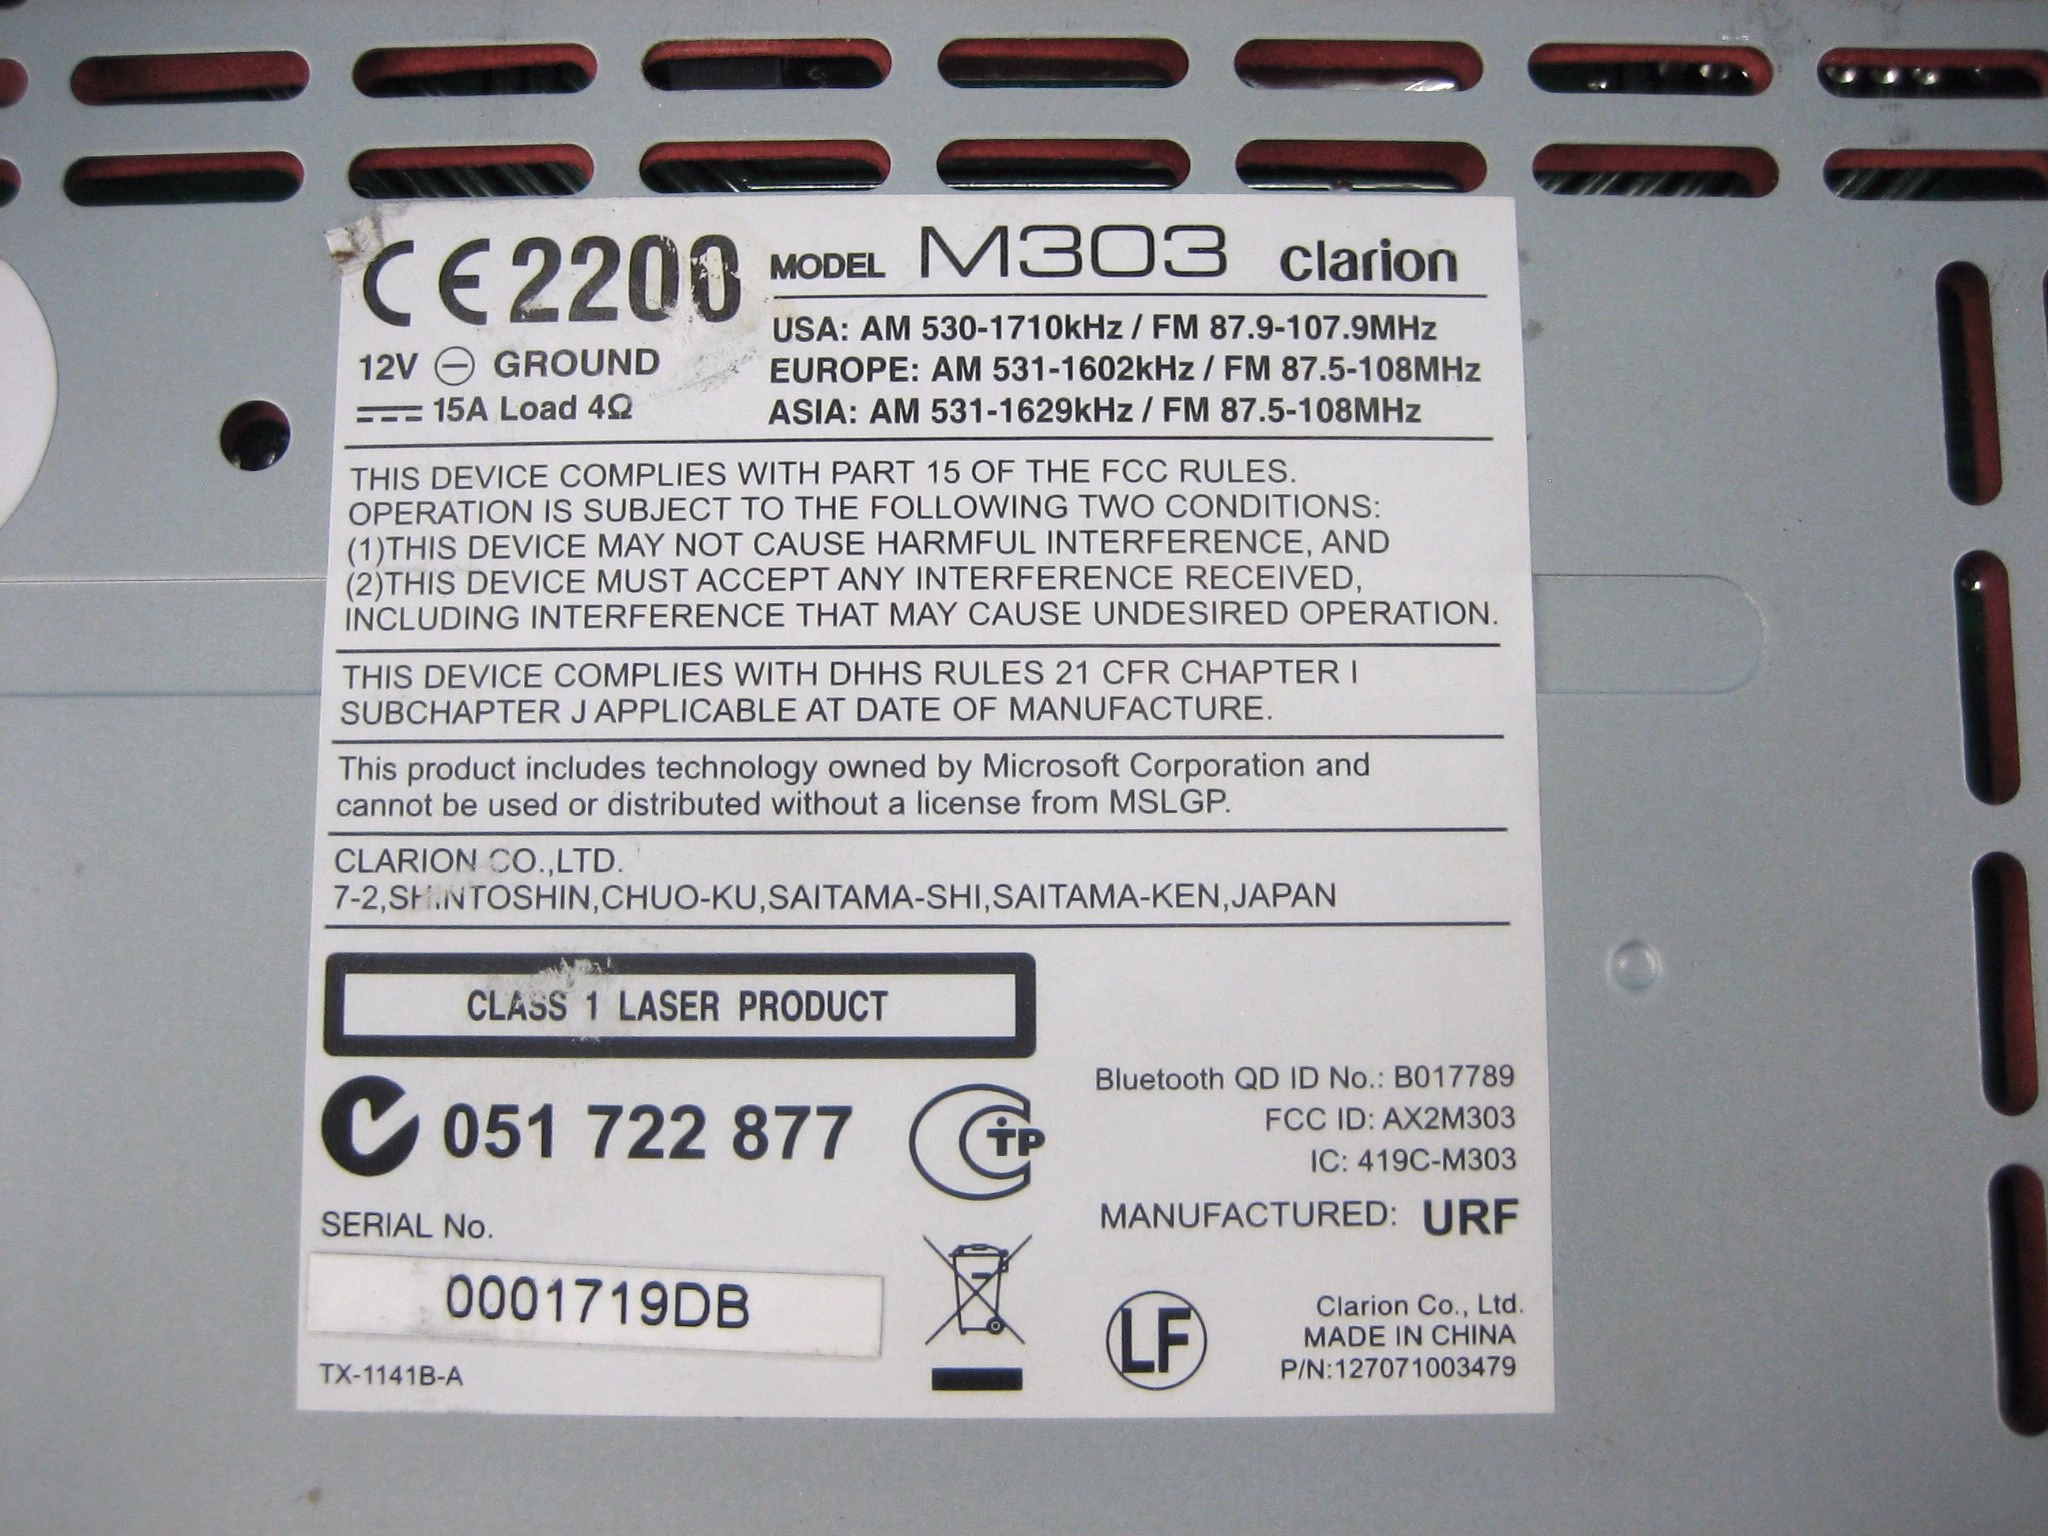 CE2200
MODEL M303 Clarion
12V ⊖ GROUND
15A Load 4Ω
USA: AM 530-1710kHz / FM 87.9-107.9MHz
EUROPE: AM 531-1602kHz / FM 87.5-108MHz
ASIA: AM 531-1629kHz / FM 87.5-108MHz
THIS DEVICE COMPLIES WITH PART 15 OF THE FCC RULES.
OPERATION IS SUBJECT TO THE FOLLOWING TWO CONDITIONS:
(1)THIS DEVICE MAY NOT CAUSE HARMFUL INTERFERENCE, AND
(2)THIS DEVICE MUST ACCEPT ANY INTERFERENCE RECEIVED,
INCLUDING INTERFERENCE THAT MAY CAUSE UNDESIRED OPERATION.
THIS DEVICE COMPLIES WITH DHHS RULES 21 CFR CHAPTER I
SUBCHAPTER J APPLICABLE AT DATE OF MANUFACTURE.
This product includes technology owned by Microsoft Corporation and
cannot be used or distributed without a license from MSLGP.
CLARION CO.,LTD.
7-2,SHINTOSHIN,CHUO-KU,SAITAMA-SHI,SAITAMA-KEN,JAPAN
CLASS 1 LASER PRODUCT
051 722 877
СТР
Bluetooth QD ID No.: B017789
FCC ID: AX2M303
IC: 419C-M303
MANUFACTURED: URF
SERIAL No.
0001719DB
TX-1141B-A
LF
Clarion Co., Ltd.
MADE IN CHINA
P/N:127071003479